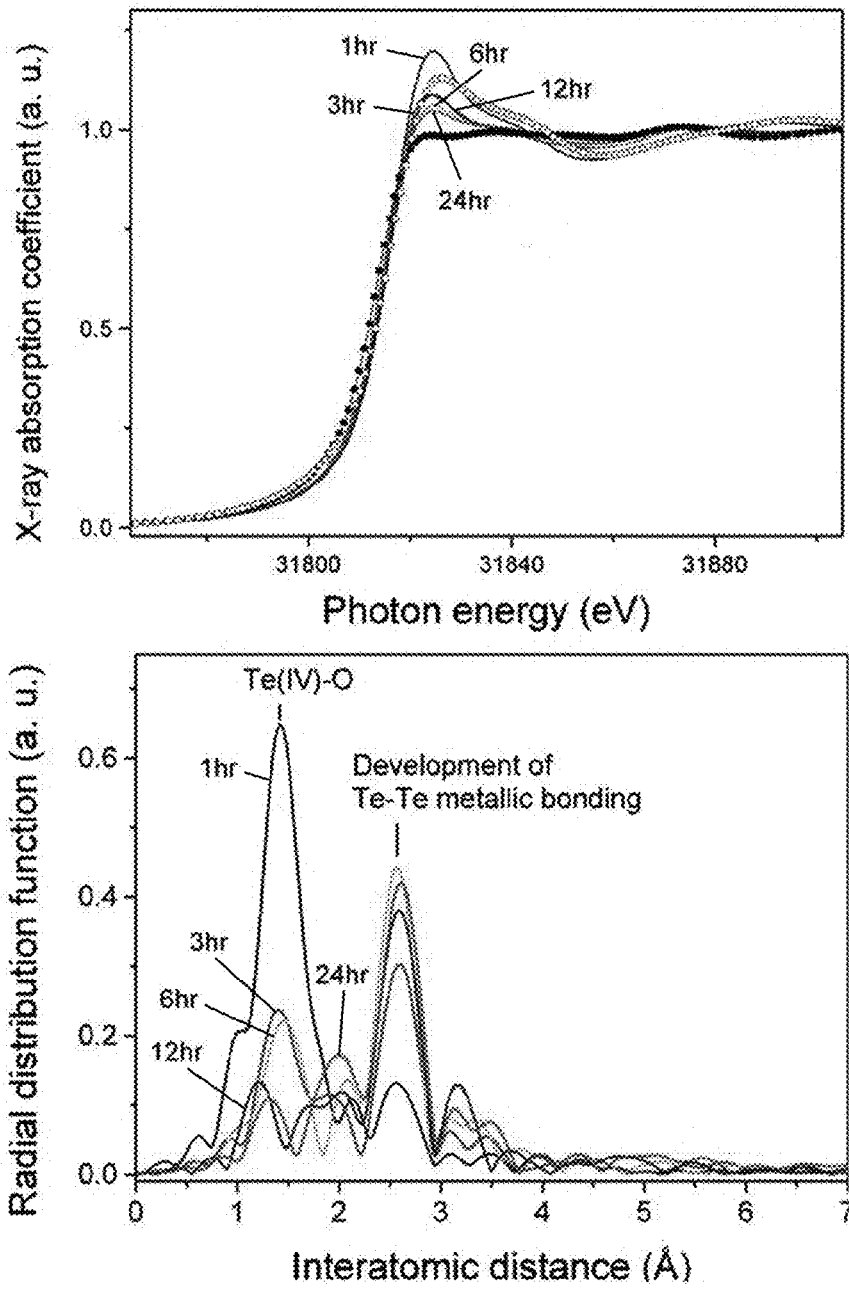 X-ray absorption coefficient (a. u.)
1.0
0.5
0.0
1hr
6hr
3hr
12hr
24hr
31800
31840
31880
Photon energy (eV)
Radial distribution function (a. u.)
0.6
0.4
0.2
0.0
Te(IV)-O
1hr
Development of
Te-Te metallic bonding
3hr
24hr
6hr
12hr
0
1
2
3
4
5
6
7
Interatomic distance (Å)